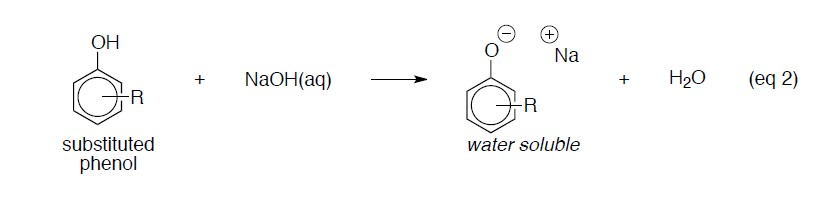 OH
R
substituted
phenol
+
NaOH(aq)
O
−
+
Na
R
water soluble
+
H₂O
(eq 2)